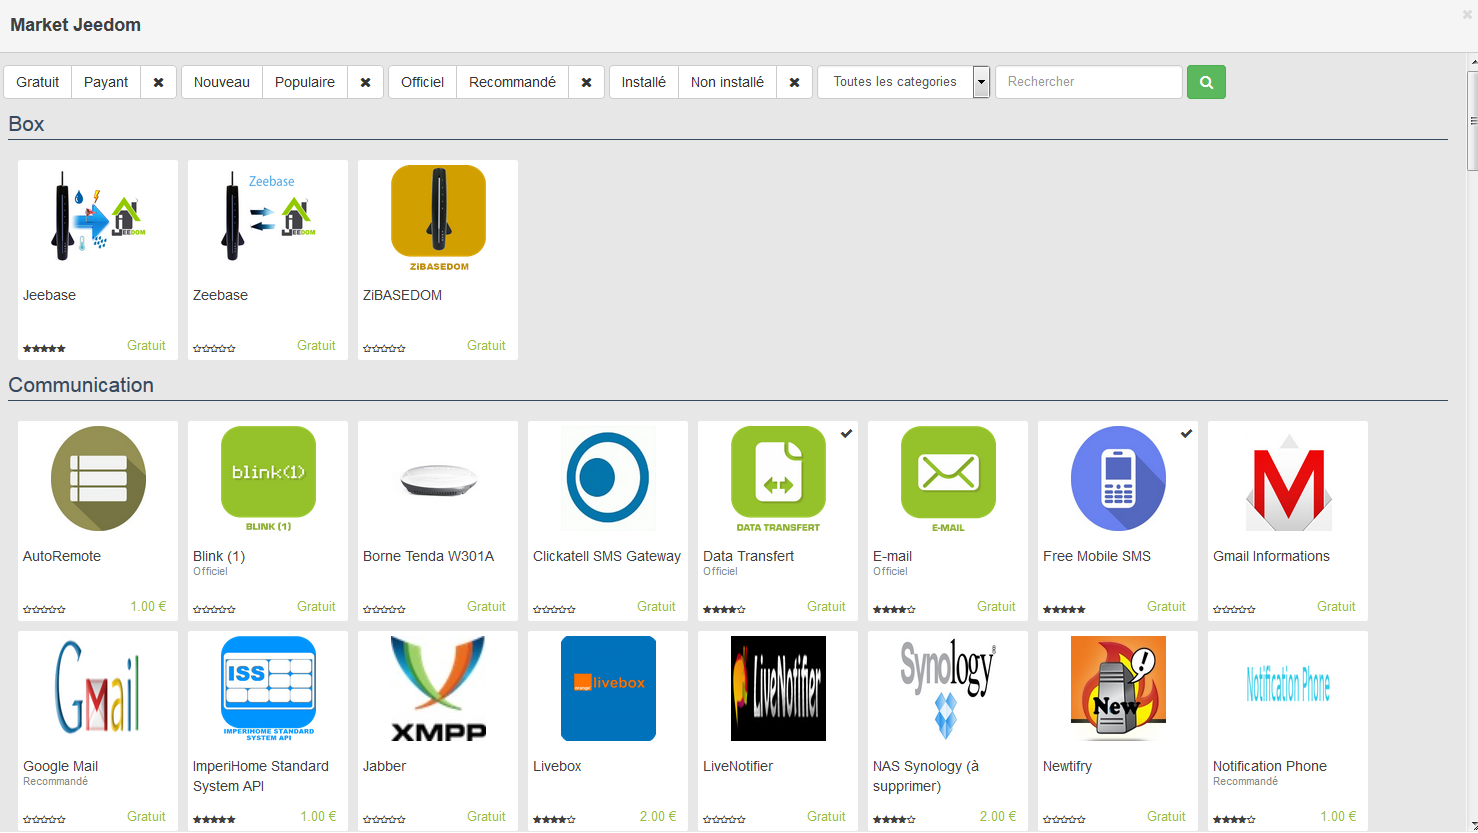 Market Jeedom
Gratuit Payant Nouveau Populaire Officiel Recommandé Installé Non installé Toutes les categories Rechercher
Box
JEEDOM
Zeebase
JEEDOM
ZiBASEDOM
Jeebase Zeebase ZiBASEDOM
Gratuit Gratuit Gratuit
Communication
blink(1)
BLINK (1)
DATA TRANSFERT
E-MAIL
AutoRemote Blink (1) Borne Tenda W301A Clickatell SMS Gateway Data Transfert E-mail Free Mobile SMS Gmail Informations
Officiel Officiel Officiel
1.00 € Gratuit Gratuit Gratuit Gratuit Gratuit Gratuit Gratuit
Gmail
ISS
IMPERIHOME STANDARD
SYSTEM API
XMPP
orange
livebox
LiveNotifier
Synology®
New
Notification Phone
Google Mail ImperiHome Standard Jabber Livebox LiveNotifier NAS Synology (à Newtifry Notification Phone
Recommandé System API supprimer) Recommandé
Gratuit 1.00 € Gratuit 2.00 € Gratuit 2.00 € Gratuit 1.00 €